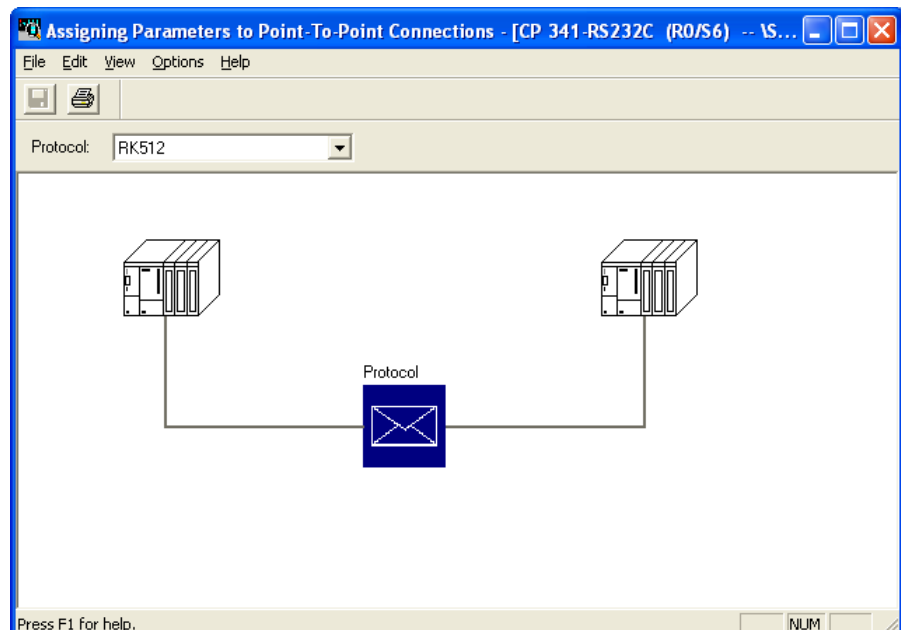 Assigning Parameters to Point-To-Point Connections - [CP 341-RS232C (R0/S6) -- \S...
File Edit View Options Help
Protocol: RK512
Protocol
Press F1 for help. NUM